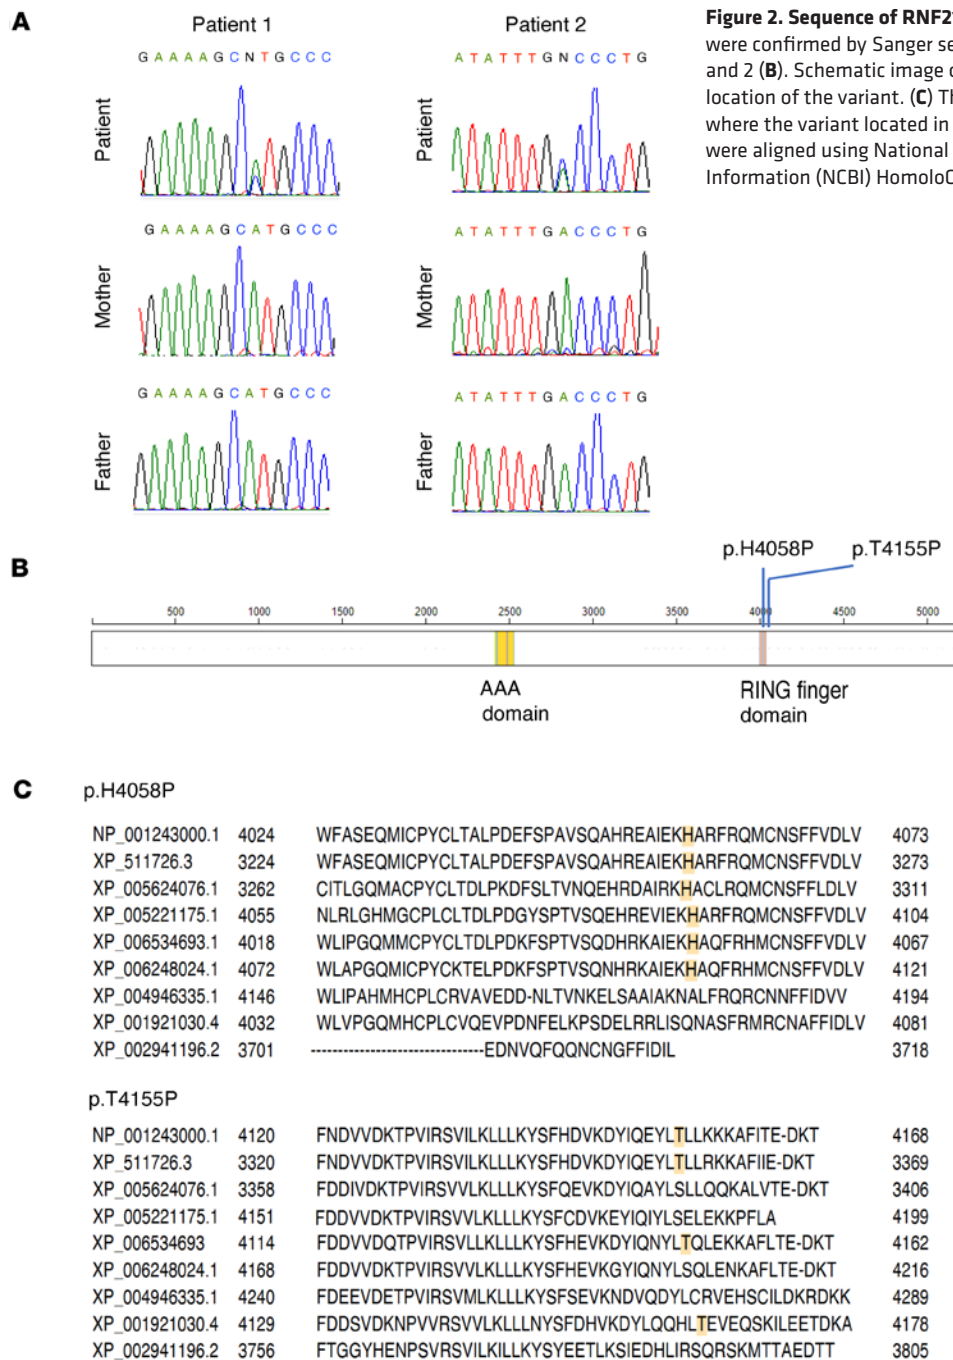 A
Patient 1
Patient 2
Figure 2. Sequence of RNF21
were confirmed by Sanger se
and 2 (B). Schematic image o
location of the variant. (C) Th
where the variant located in
were aligned using National
Information (NCBI) HomoloG
GAAAAGCNTGCCC
ATATTTGNCCCTG
Patient
Patient
GAAAAGCATGCCC
ATATTTGACCCTG
Mother
Mother
GAAAAGCATGCCC
ATATTTGACCCTG
Father
Father
B
p.H4058P
p.T4155P
500 1000 1500 2000 2500 3000 3500 4000 4500 5000
AAA
domain
RING finger
domain
C
p.H4058P
NP_001243000.1 4024 WFASEQMICPYCLTALPDEFSPAVSQAHREAIEKHARFRQMCNSFFVDLV 4073
XP_511726.3 3224 WFASEQMICPYCLTALPDEFSPAVSQAHREAIEKHARFRQMCNSFFVDLV 3273
XP_005624076.1 3262 CITLGQMACPYCLTDLPKDFSLTVNQEHRDAIRKHACLRQMCNSFFLDLV 3311
XP_005221175.1 4055 NLRLGHMGCPLCLTDLPDGYSPTVSQEHREVIEKHARFRQMCNSFFVDLV 4104
XP_006534693.1 4018 WLIPGQMMCPYCLTDLPDKFSPTVSQDHRKAIEKHAQFRHMCNSFFVDLV 4067
XP_006248024.1 4072 WLAPGQMICPYCKTELPDKFSPTVSQNHRKAIEKHAQFRHMCNSFFVDLV 4121
XP_004946335.1 4146 WLIPAHMHCPLCRVAVEDD-NLTVNKELSAAIAKNALFRQRCNNFFIDVV 4194
XP_001921030.4 4032 WLVPGQMHCPLCVQEVPDNFELKPSDELRRLISQNASFRMRCNAFFIDLV 4081
XP_002941196.2 3701 --------------------------------EDNVQFQQNCNGFFIDIL 3718
p.T4155P
NP_001243000.1 4120 FNDVVDKTPVIRSVILKLLLKYSFHDVKDYIQEYLTLLKKKAFITE-DKT 4168
XP_511726.3 3320 FNDVVDKTPVIRSVILKLLLKYSFHDVKDYIQEYLTLLRKKAFIIE-DKT 3369
XP_005624076.1 3358 FDDIVDKTPVIRSVVLKLLLKYSFQEVKDYIQAYLSLLQQKALVTE-DKT 3406
XP_005221175.1 4151 FDDVVDKTPVIRSVVLKLLLKYSFCDVKEYIQIYLSELEKKPFLA 4199
XP_006534693 4114 FDDVVDQTPVIRSVLLKLLLKYSFHEVKDYIQNYLTQLEKKAFLTE-DKT 4162
XP_006248024.1 4168 FDDVVDKTPVIRSVVLKLLLKYSFHEVKGYIQNYLSQLENKAFLTE-DKT 4216
XP_004946335.1 4240 FDEEVDETPVIRSVMLKLLLKYSFSEVKNDVQDYLCRVEHSCILDKRDKK 4289
XP_001921030.4 4129 FDDSVDKNPVVRSVVLKLLLNYSFDHVKDYLQQHLTEVEQSKILEETDKA 4178
XP_002941196.2 3756 FTGGYHENPSVRSVILKILLKYSYEETLKSIEDHLIRSQRSKMTTAEDTT 3805